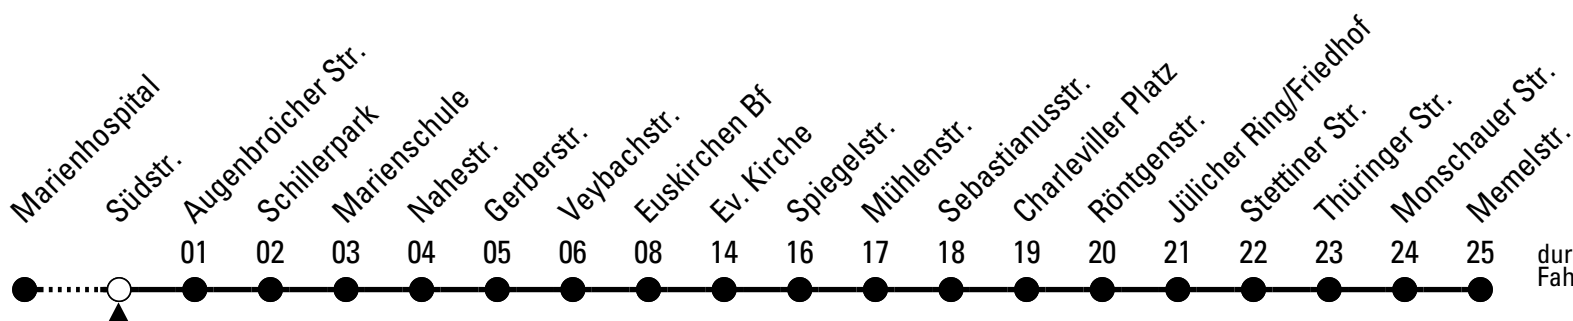 Marienhospital
Südstr.
Augenbroicher Str.
Schillerpark
Marienschule
Nahestr.
Gerberstr.
Veybachstr.
Euskirchen Bf
Ev. Kirche
Spiegelstr.
Mühlenstr.
Sebastianusstr.
Charleviller Platz
Röntgenstr.
Jülicher Ring/Friedhof
Stettiner Str.
Thüringer Str.
Monschauer Str.
Memelstr.
01 02 03 04 05 06 08 14 16 17 18 19 20 21 22 23 24 25
dur
Fah